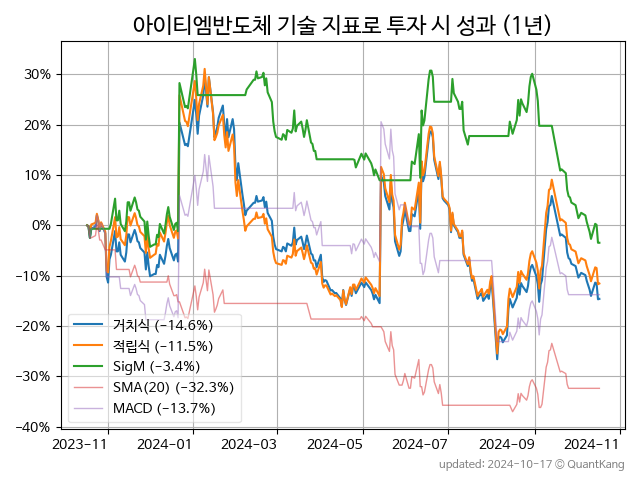 아이티엠반도체 기술 지표로 투자 시 성과 (1년)
30%
20%
10%
0%
−10%
−20%
−30%
−40%
거치식 (−14.6%)
적립식 (−11.5%)
SigM (−3.4%)
SMA(20) (−32.3%)
MACD (−13.7%)
2023-11 2024-01 2024-03 2024-05 2024-07 2024-09 2024-11
updated: 2024-10-17 © QuantKang